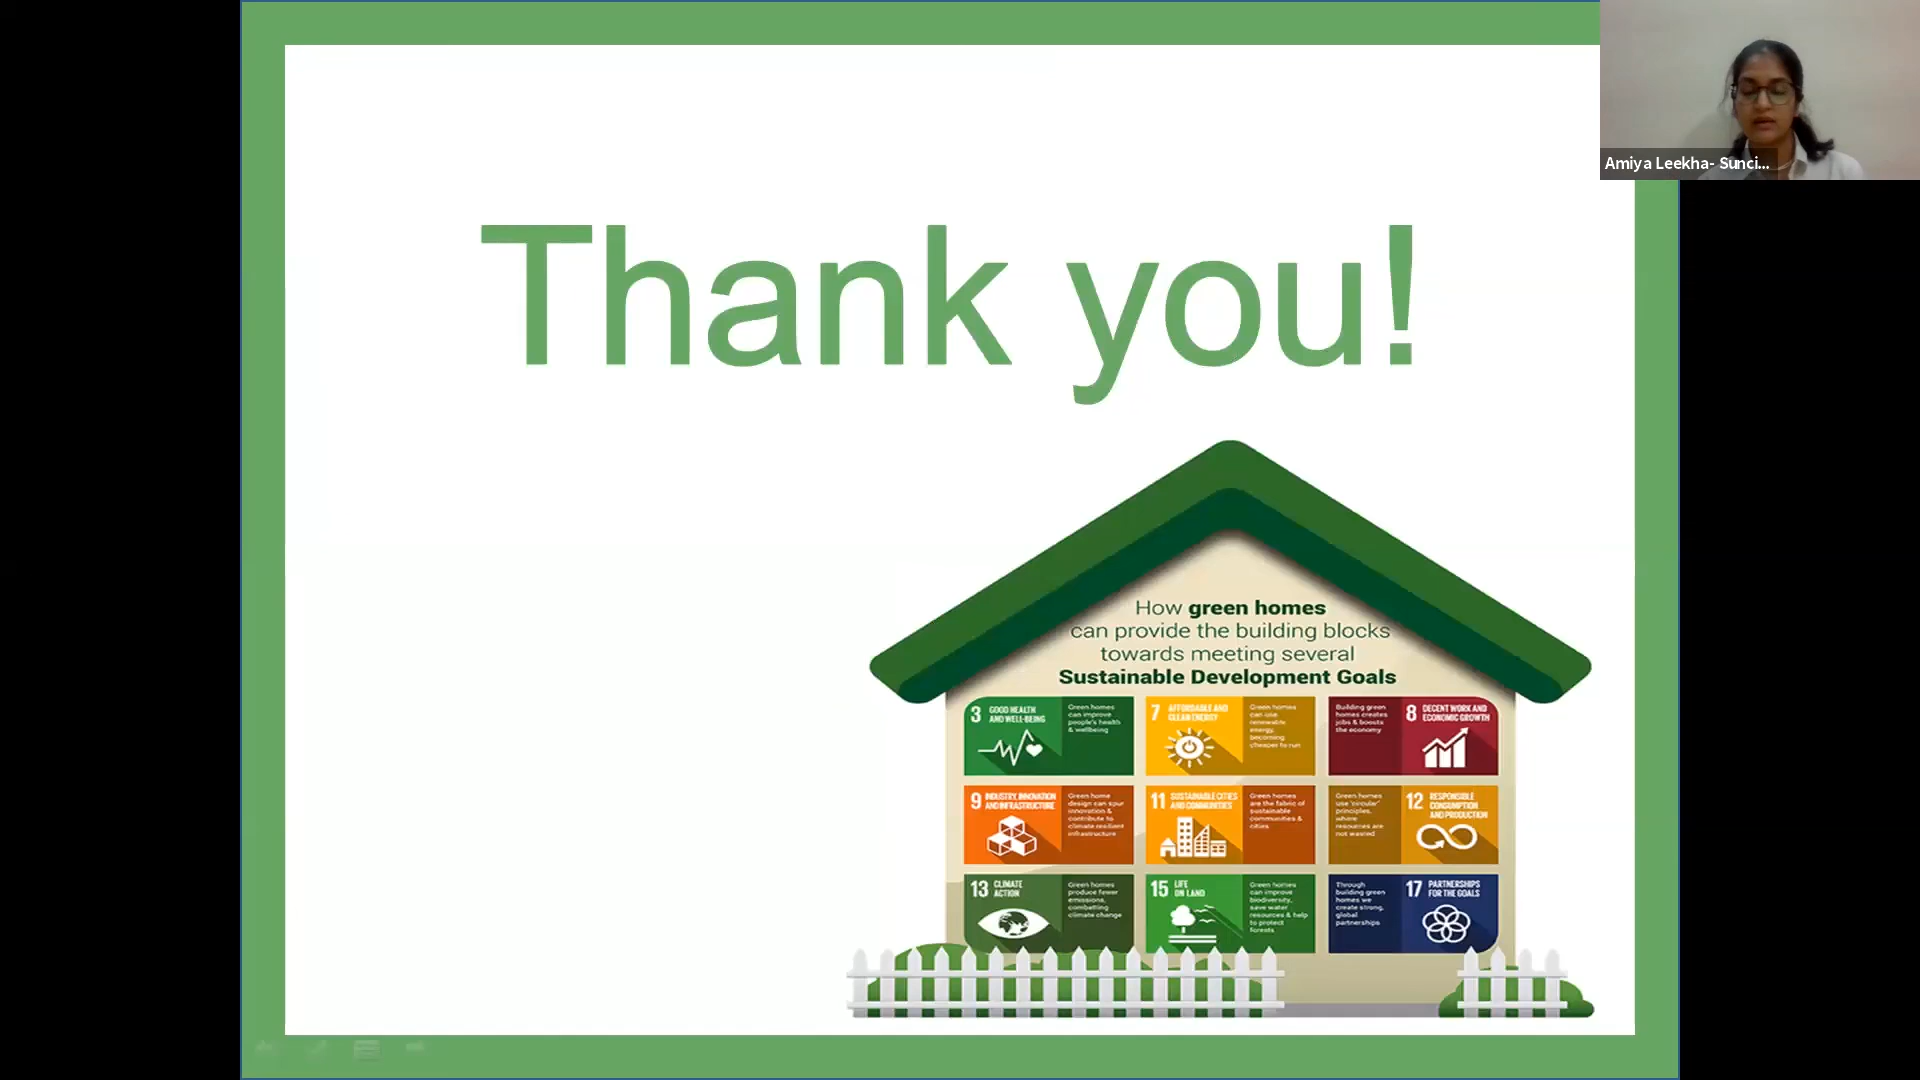 Amiya Leekha- Sunci...
Thank you!
How green homes
can provide the building blocks
towards meeting several
Sustainable Development Goals
3 GOOD HEALTH
AND WELL-BEING
Green homes
can improve
people's health
& wellbeing
7 AFFORDABLE AND
CLEAN ENERGY
Green homes
can use
renewable
energy,
becoming
cheaper to run
Building green
homes creates
jobs & boosts
the economy
8 DECENT WORK AND
ECONOMIC GROWTH
9 INDUSTRY, INNOVATION
AND INFRASTRUCTURE
Green home
design can spur
innovation &
contribute to
climate resilient
infrastructure
11 SUSTAINABLE CITIES
AND COMMUNITIES
Green homes
are the fabric of
sustainable
communities &
cities
Green homes
use 'circular'
principles,
where
resources are
not wasted
12 RESPONSIBLE
CONSUMPTION
AND PRODUCTION
13 CLIMATE
ACTION
Green homes
produce fewer
emissions,
combatting
climate change
15 LIFE
ON LAND
Green homes
can improve
biodiversity,
save water
resources & help
to protect
forests
Through
building green
homes we
create strong,
global
partnerships
17 PARTNERSHIPS
FOR THE GOALS